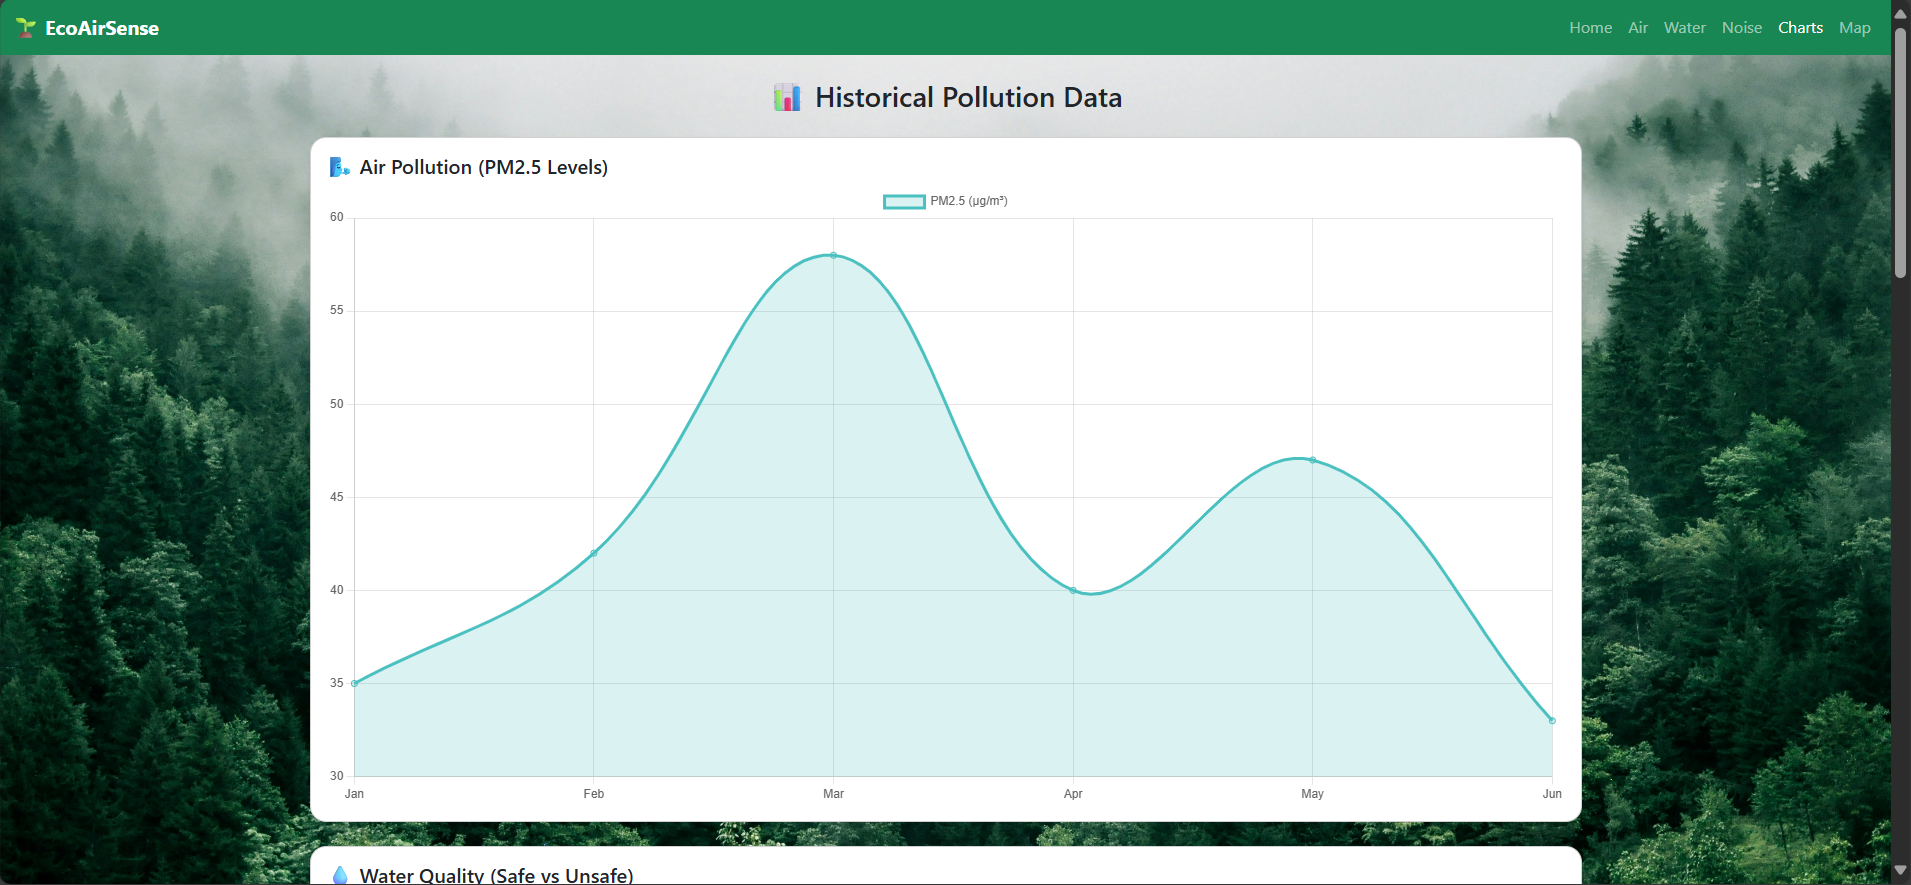 EcoAirSense
Home Air Water Noise Charts Map
Historical Pollution Data
Air Pollution (PM2.5 Levels)
PM2.5 (µg/m³)
60
55
50
45
40
35
30
Jan Feb Mar Apr May Jun
Water Quality (Safe vs Unsafe)